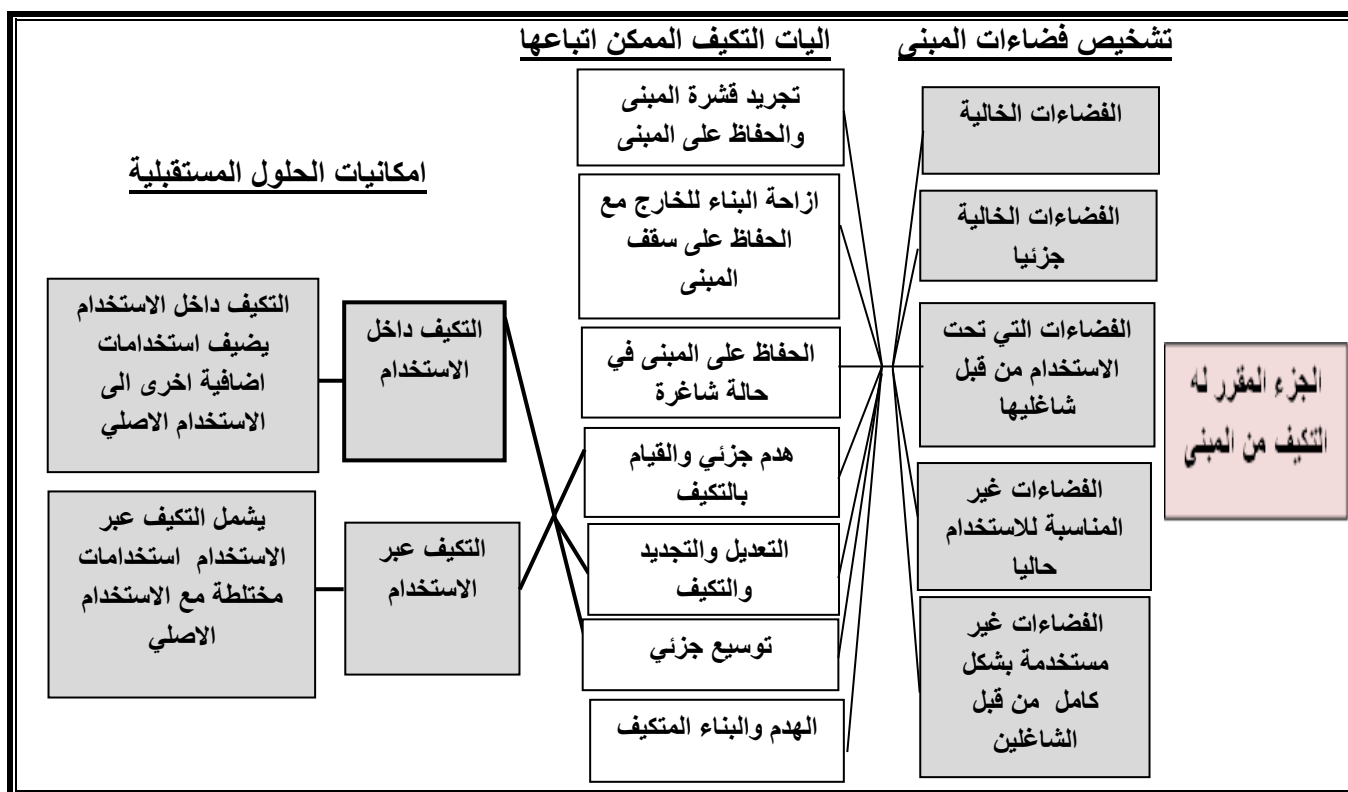 تشخيص فضاءات المبنى
اليات التكيف الممكن اتباعها
امكانيات الحلول المستقبلية
الجزء المقرر له
التكيف من المبنى
الفضاءات الخالية
الفضاءات الخالية
جزئيا
الفضاءات التي تحت
الاستخدام من قبل
شاغليها
الفضاءات غير
المناسبة للاستخدام
حاليا
الفضاءات غير
مستخدمة بشكل
كامل من قبل
الشاغلين
تجريد قشرة المبنى
والحفاظ على المبنى
ازاحة البناء للخارج مع
الحفاظ على سقف
المبنى
الحفاظ على المبنى في
حالة شاغرة
هدم جزئي والقيام
بالتكيف
التعديل والتجديد
والتكيف
توسيع جزئي
الهدم والبناء المتكيف
التكيف داخل
الاستخدام
التكيف عبر
الاستخدام
التكيف داخل الاستخدام
يضيف استخدامات
اضافية اخرى الى
الاستخدام الاصلي
يشمل التكيف عبر
الاستخدام استخدامات
مختلطة مع الاستخدام
الاصلي